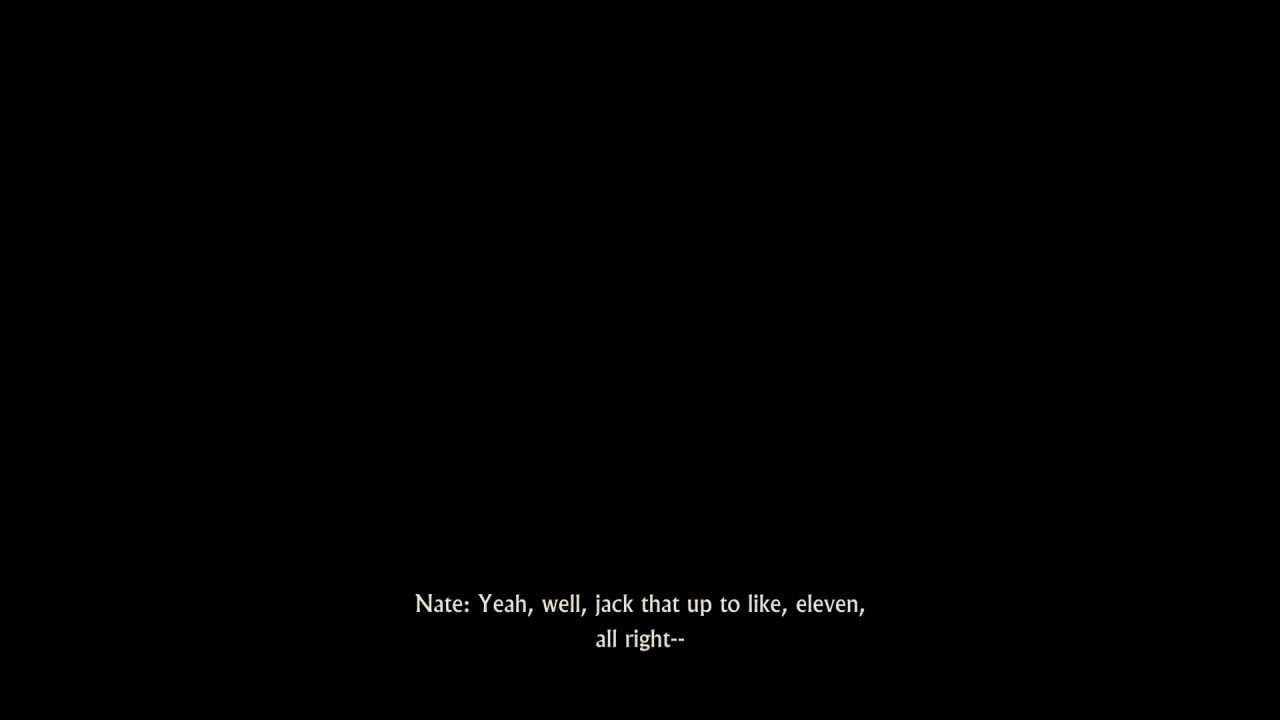 Nate: Yeah, well, jack that up to like, eleven,
all right--